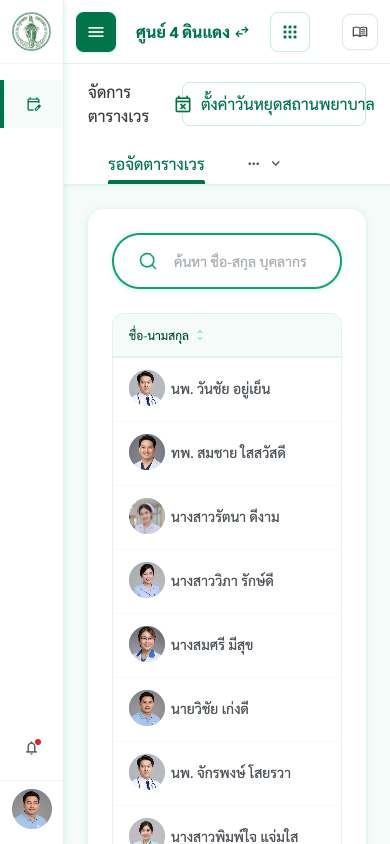 ศูนย์ 4 ดินแดน
จัดการ
ตารางเวร
ตั้งค่าวันหยุดสถานพยาบาล
รอจัดตารางเวร
ค้นหา ชื่อ-สกุล บุคลากร
ชื่อ-นามสกุล
นพ. วันชัย อยู่เย็น
ทพ. สมชาย ใสสวัสดี
นางสาวรัตนา ดีงาม
นางสาววิภา รักษ์ดี
นางสมศรี มีสุข
นายวิชัย เก่งดี
นพ. จักรพงษ์ โสยรวา
นางสาวพิมพ์ใจ แจ่มใส